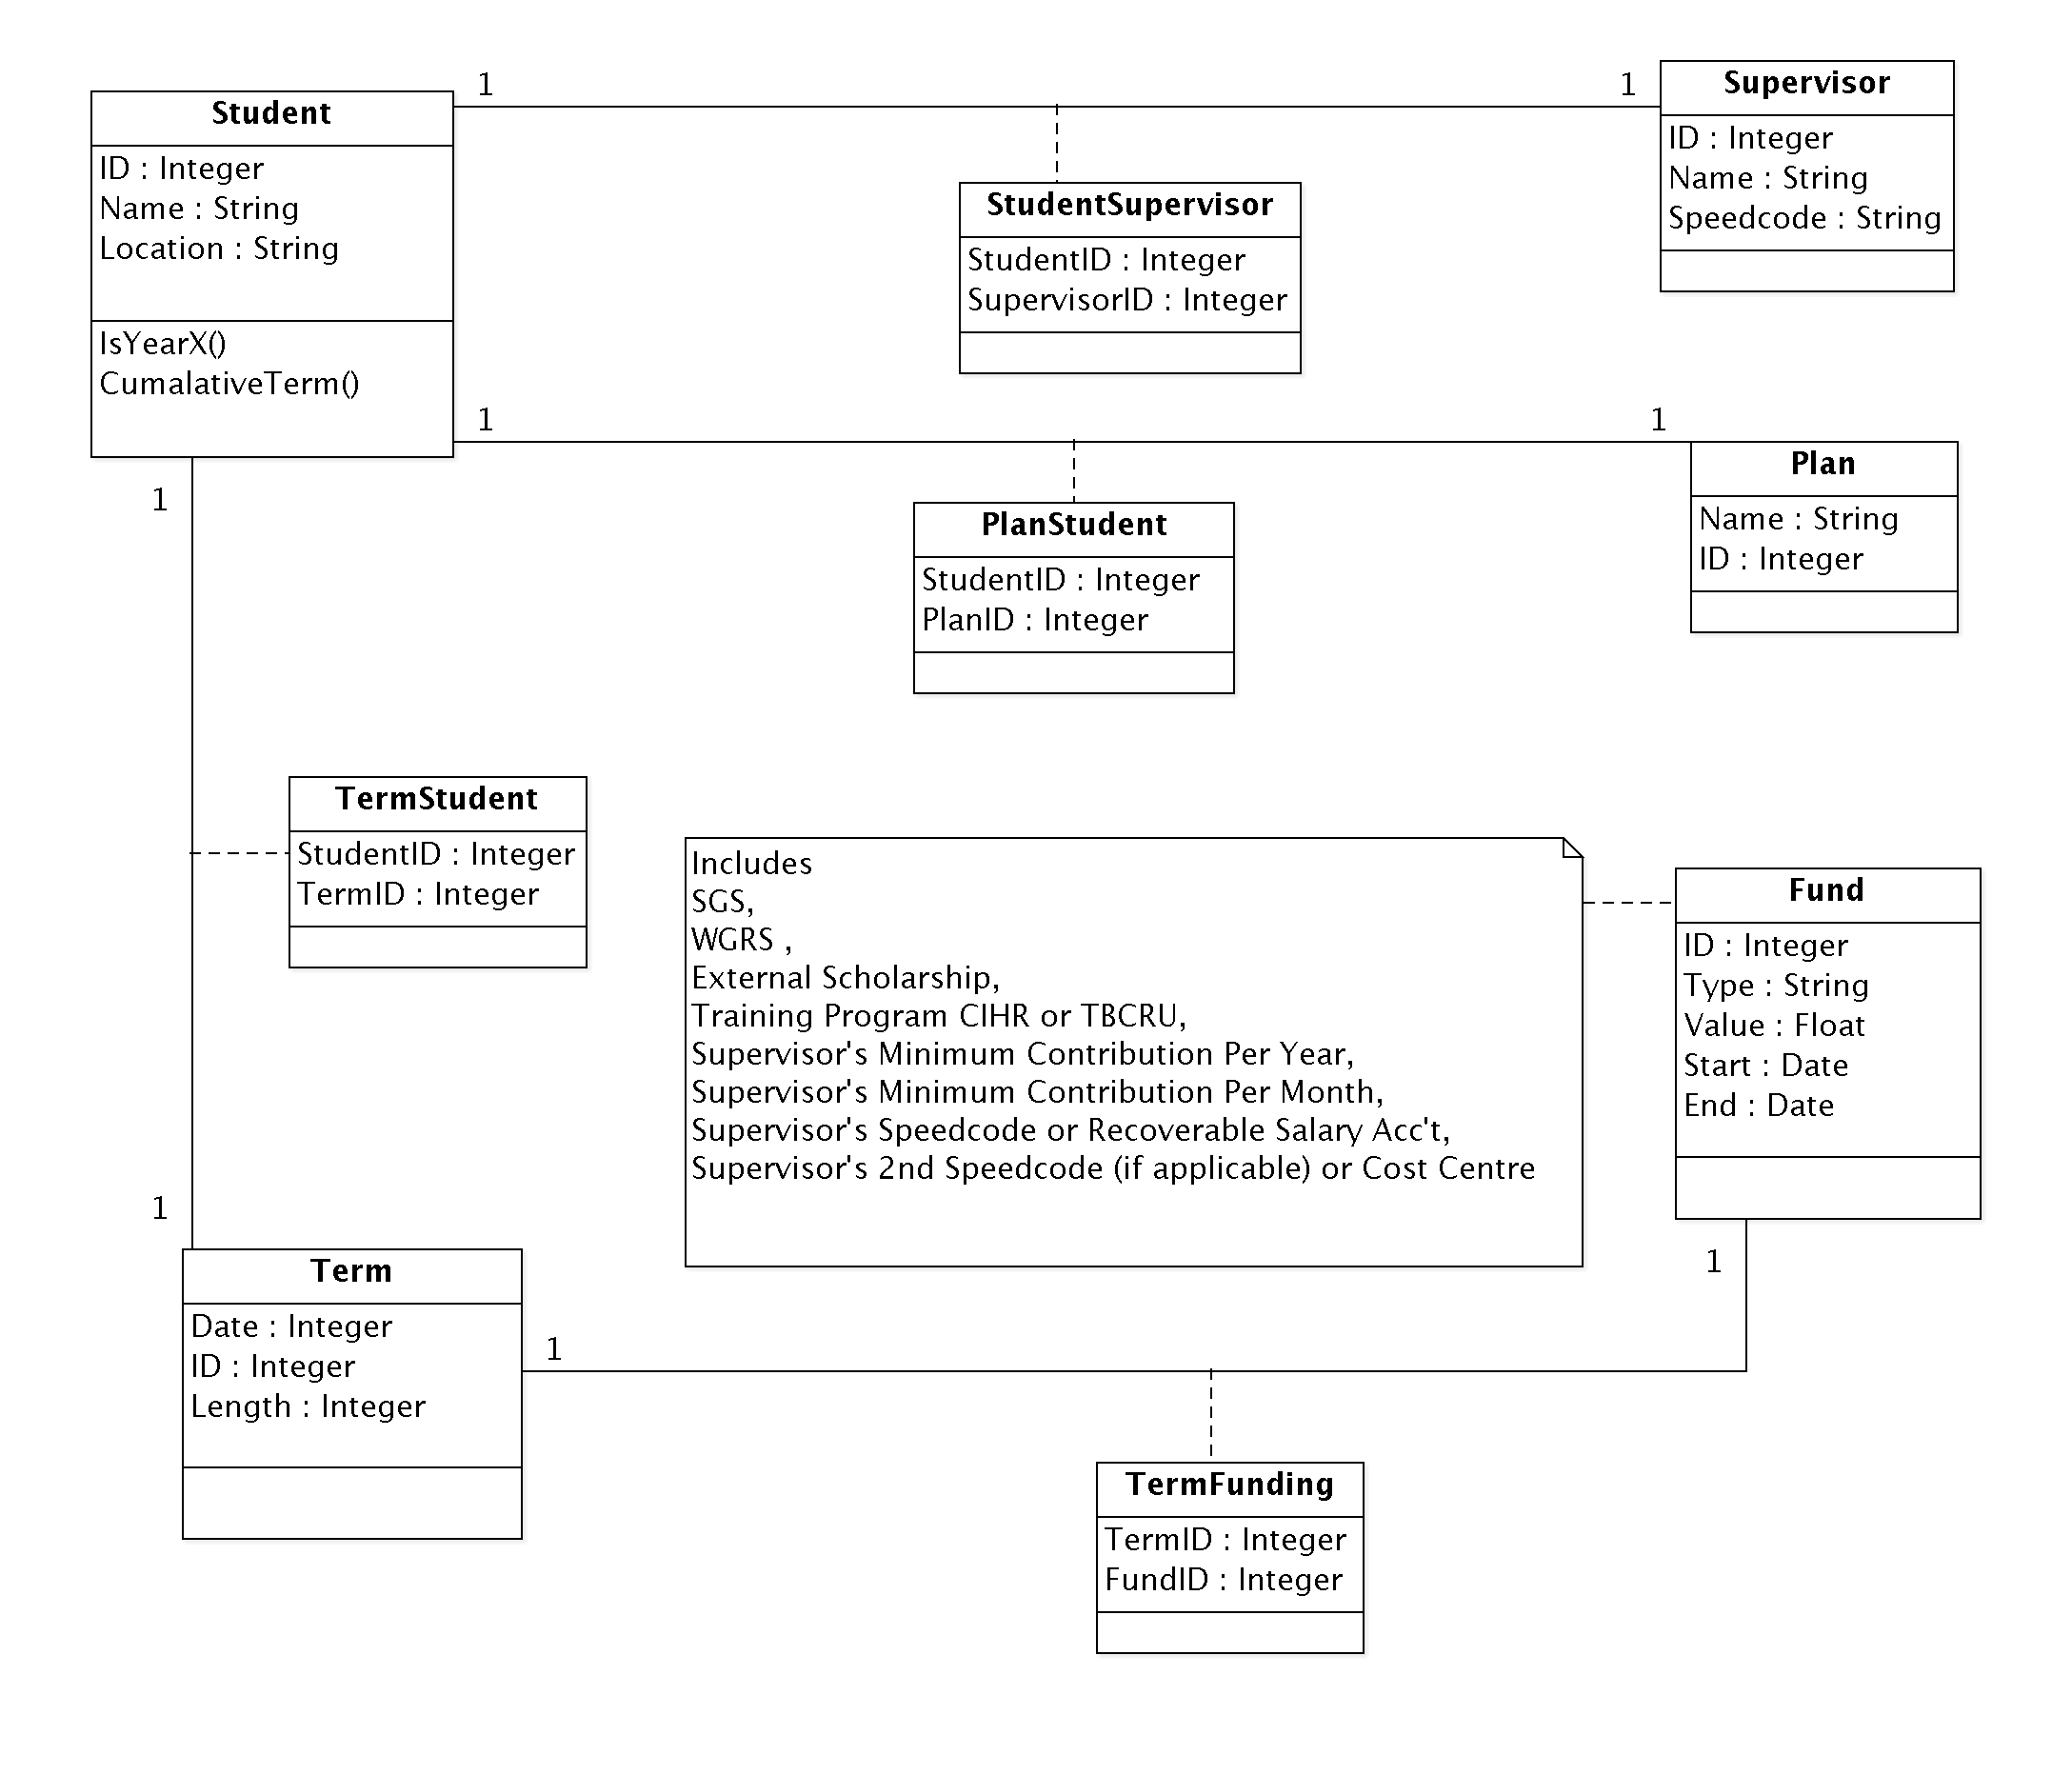 1
1
Supervisor
ID : Integer
Name : String
Speedcode : String
Student
ID : Integer
Name : String
Location : String
IsYearX()
CumalativeTerm()
StudentSupervisor
StudentID : Integer
SupervisorID : Integer
1
1
Plan
Name : String
ID : Integer
PlanStudent
StudentID : Integer
PlanID : Integer
1
TermStudent
StudentID : Integer
TermID : Integer
Includes
SGS,
WGRS ,
External Scholarship,
Training Program CIHR or TBCRU,
Supervisor's Minimum Contribution Per Year,
Supervisor's Minimum Contribution Per Month,
Supervisor's Speedcode or Recoverable Salary Acc't,
Supervisor's 2nd Speedcode (if applicable) or Cost Centre
Fund
ID : Integer
Type : String
Value : Float
Start : Date
End : Date
1
1
Term
Date : Integer
ID : Integer
Length : Integer
1
TermFunding
TermID : Integer
FundID : Integer